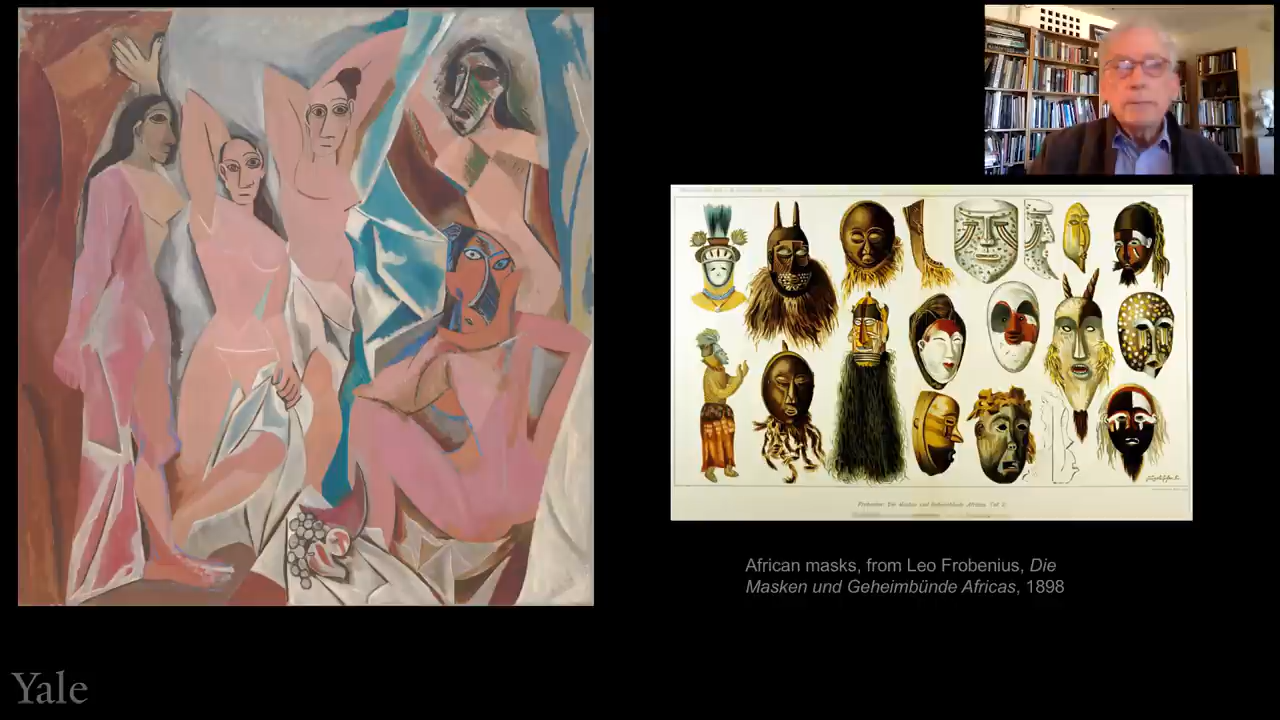 African masks, from Leo Frobenius, Die
Masken und Geheimbünde Africas, 1898
Yale